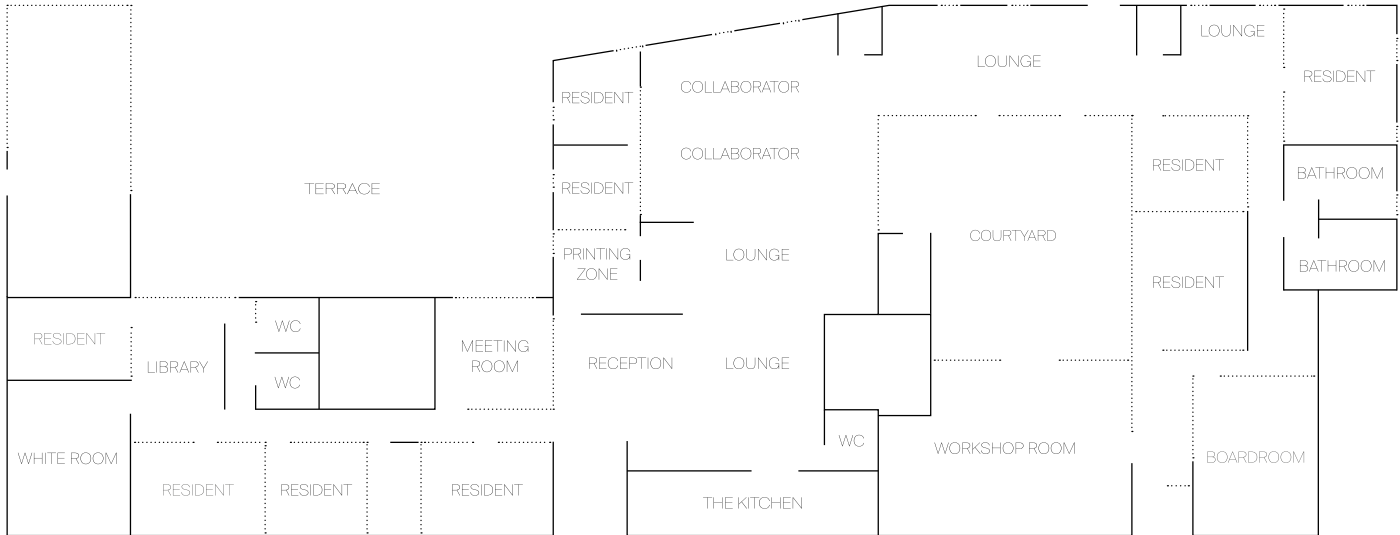 LOUNGE
LOUNGE
RESIDENT
COLLABORATOR
RESIDENT
COLLABORATOR
RESIDENT
BATHROOM
TERRACE
RESIDENT
COURTYARD
PRINTING
ZONE
LOUNGE
BATHROOM
RESIDENT
WC
RESIDENT
LIBRARY
MEETING
ROOM
RECEPTION
LOUNGE
WC
WC
WORKSHOP ROOM
WHITE ROOM
BOARDROOM
RESIDENT
RESIDENT
RESIDENT
THE KITCHEN